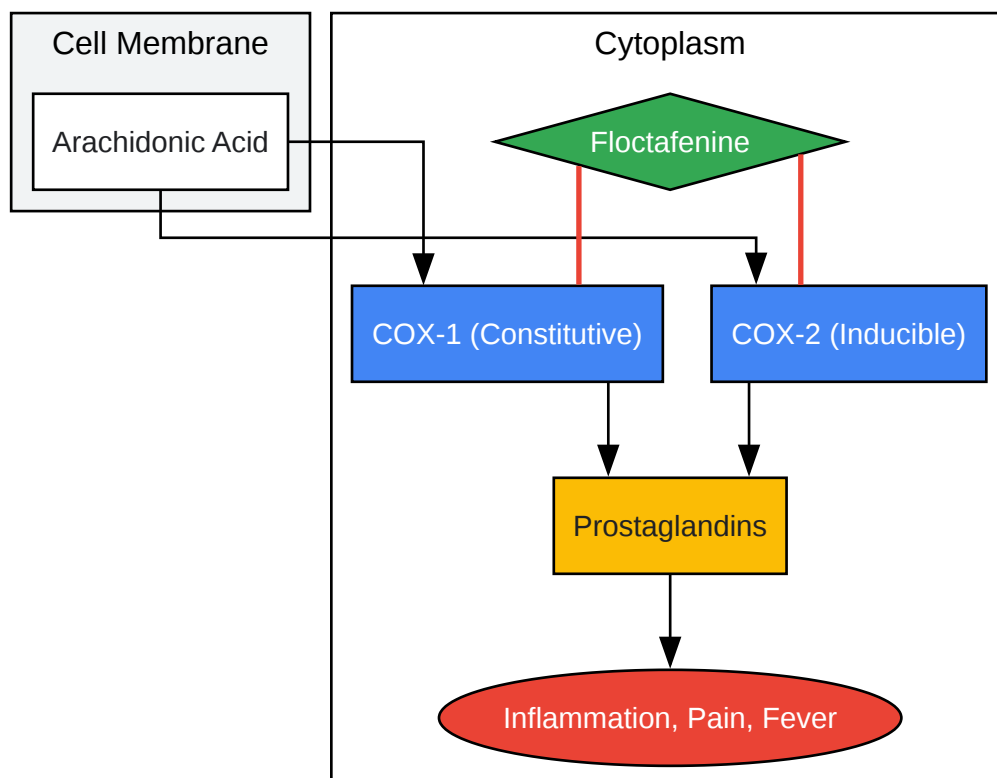 Cell Membrane
Cytoplasm
Arachidonic Acid
Floctafenine
COX-1 (Constitutive)
COX-2 (Inducible)
Prostaglandins
Inflammation, Pain, Fever